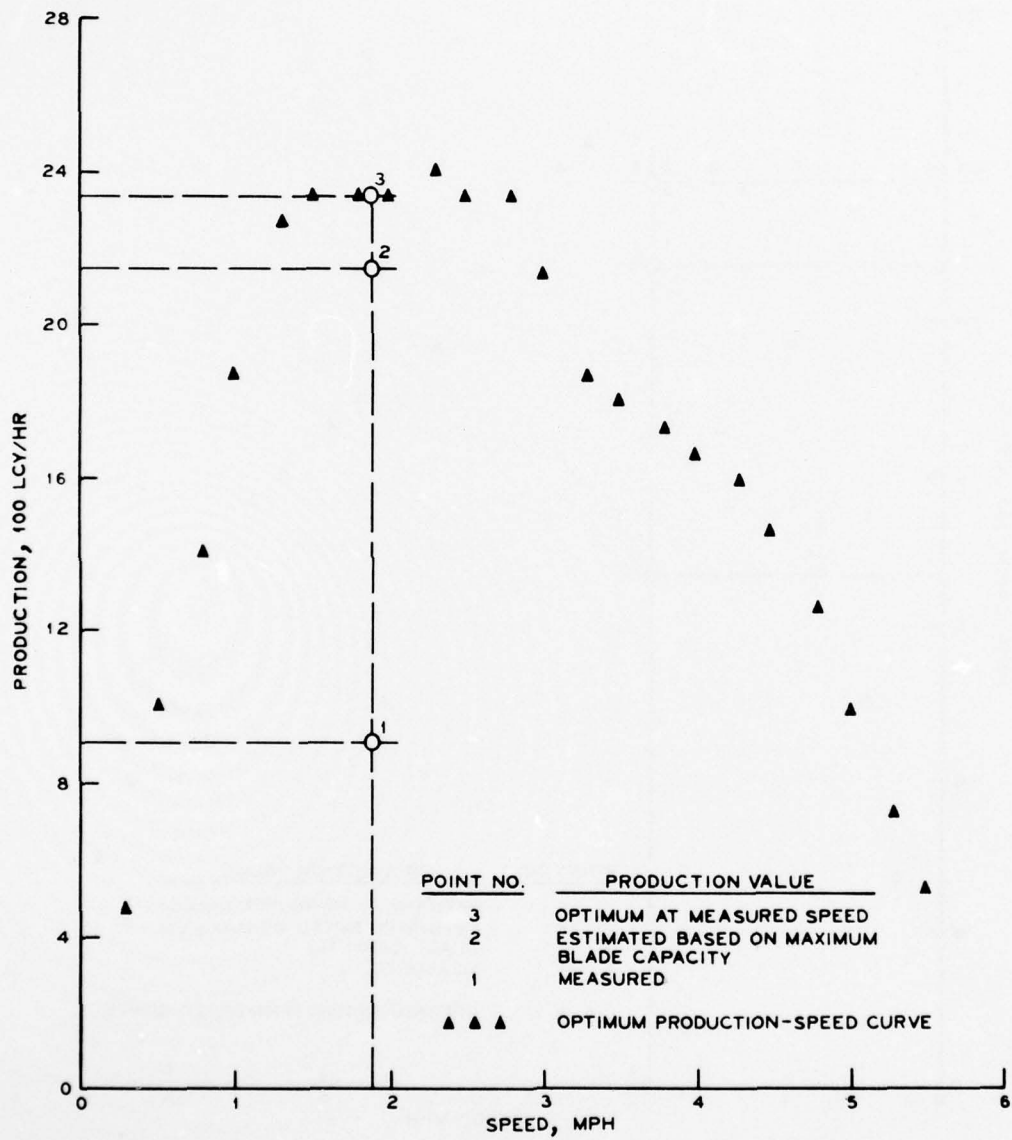 28
24
20
16
12
8
4
0
PRODUCTION, 100 LCY/HR
3
2
1
POINT NO. PRODUCTION VALUE
3 OPTIMUM AT MEASURED SPEED
2 ESTIMATED BASED ON MAXIMUM
BLADE CAPACITY
1 MEASURED
OPTIMUM PRODUCTION-SPEED CURVE
0 1 2 3 4 5 6
SPEED, MPH